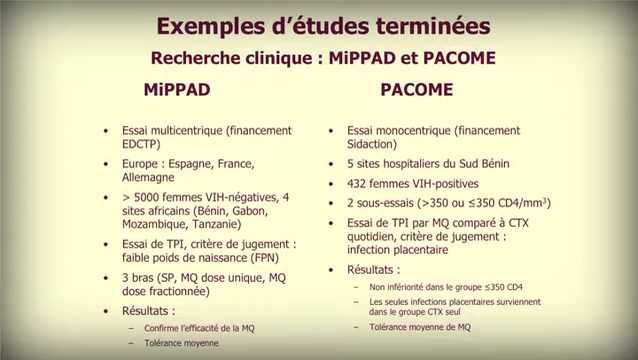 Exemples d'études terminées
Recherche clinique : MiPPAD et PACOME
MiPPAD
• Essai multicentrique (financement
EDCTP)
• Europe : Espagne, France,
Allemagne
• > 5000 femmes VIH-négatives, 4
sites africains (Bénin, Gabon,
Mozambique, Tanzanie)
• Essai de TPI, critère de jugement :
faible poids de naissance (FPN)
• 3 bras (SP, MQ dose unique, MQ
dose fractionnée)
• Résultats :
– Confirme l'efficacité de la MQ
– Tolérance moyenne
PACOME
• Essai monocentrique (financement
Sidaction)
• 5 sites hospitaliers du Sud Bénin
• 432 femmes VIH-positives
• 2 sous-essais (>350 ou ≤350 CD4/mm³)
• Essai de TPI par MQ comparé à CTX
quotidien, critère de jugement :
infection placentaire
• Résultats :
– Non infériorité dans le groupe ≤350 CD4
– Les seules infections placentaires surviennent
dans le groupe CTX seul
– Tolérance moyenne de MQ